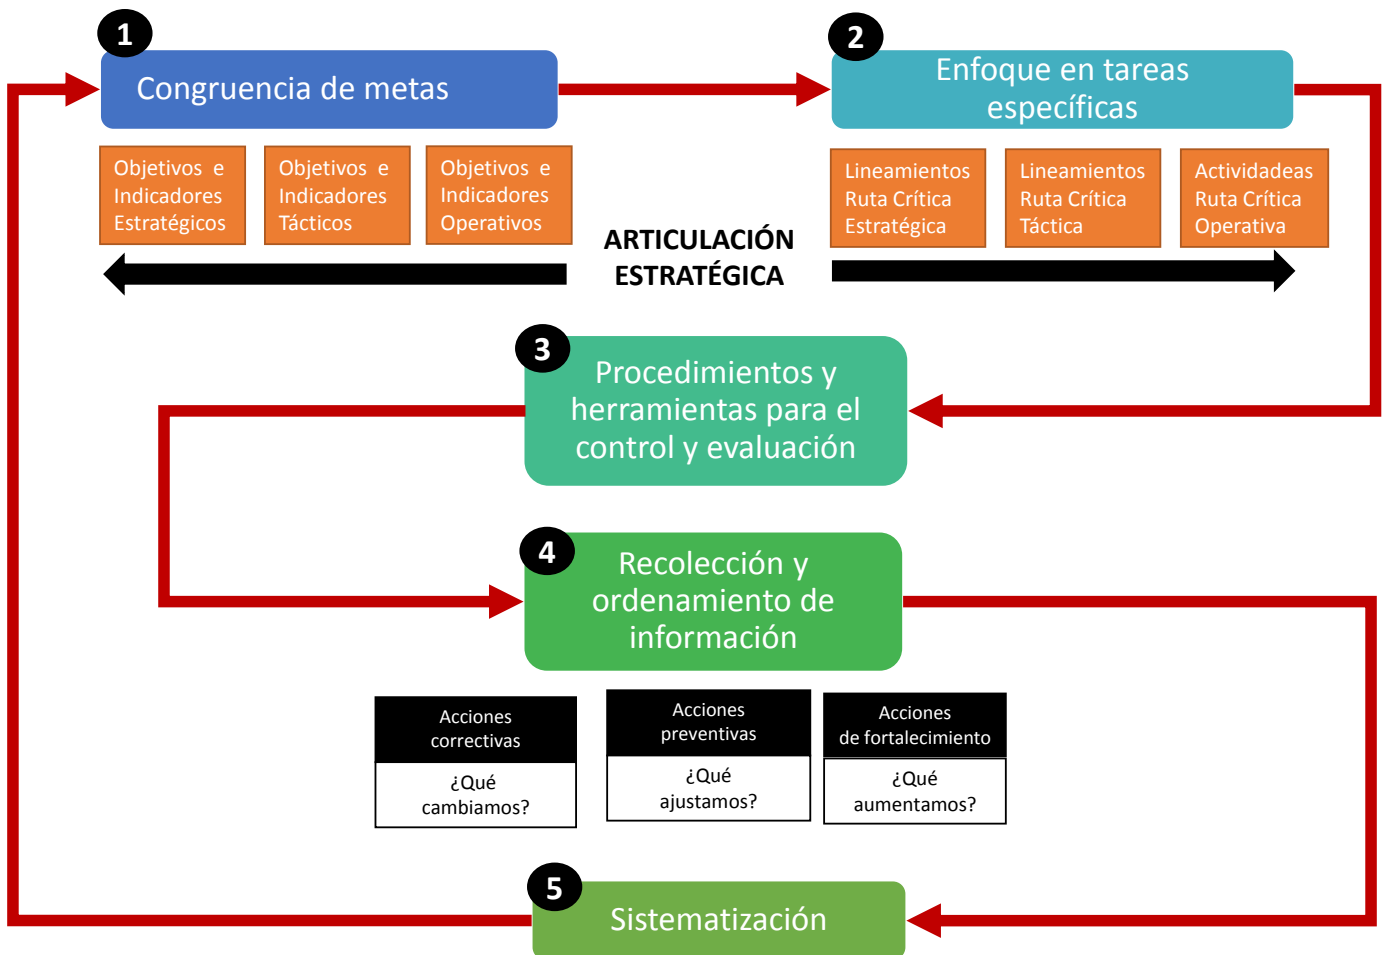 1
Congruencia de metas
2
Enfoque en tareas
específicas
Objetivos e
Indicadores
Estratégicos
Objetivos e
Indicadores
Tácticos
Objetivos e
Indicadores
Operativos
Lineamientos
Ruta Crítica
Estratégica
Lineamientos
Ruta Crítica
Táctica
Actividadeas
Ruta Crítica
Operativa
ARTICULACIÓN
ESTRATÉGICA
3
Procedimientos y
herramientas para el
control y evaluación
4
Recolección y
ordenamiento de
información
Acciones
correctivas
¿Qué
cambiamos?
Acciones
preventivas
¿Qué
ajustamos?
Acciones
de fortalecimiento
¿Qué
aumentamos?
5
Sistematización